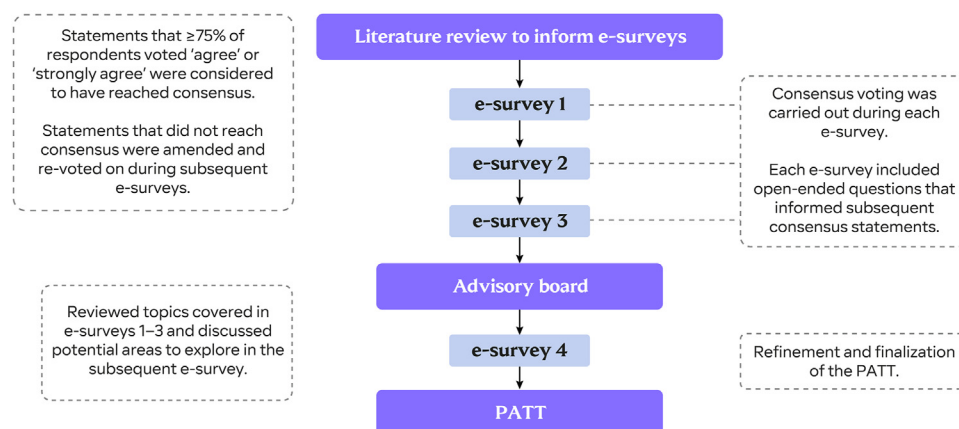 Statements that ≥75% of
respondents voted 'agree' or
'strongly agree' were considered
to have reached consensus.
Statements that did not reach
consensus were amended and
re-voted on during subsequent
e-surveys.
Literature review to inform e-surveys
e-survey 1
e-survey 2
e-survey 3
Consensus voting was
carried out during each
e-survey.
Each e-survey included
open-ended questions that
informed subsequent
consensus statements.
Advisory board
Reviewed topics covered in
e-surveys 1–3 and discussed
potential areas to explore in the
subsequent e-survey.
e-survey 4
Refinement and finalization
of the PATT.
PATT